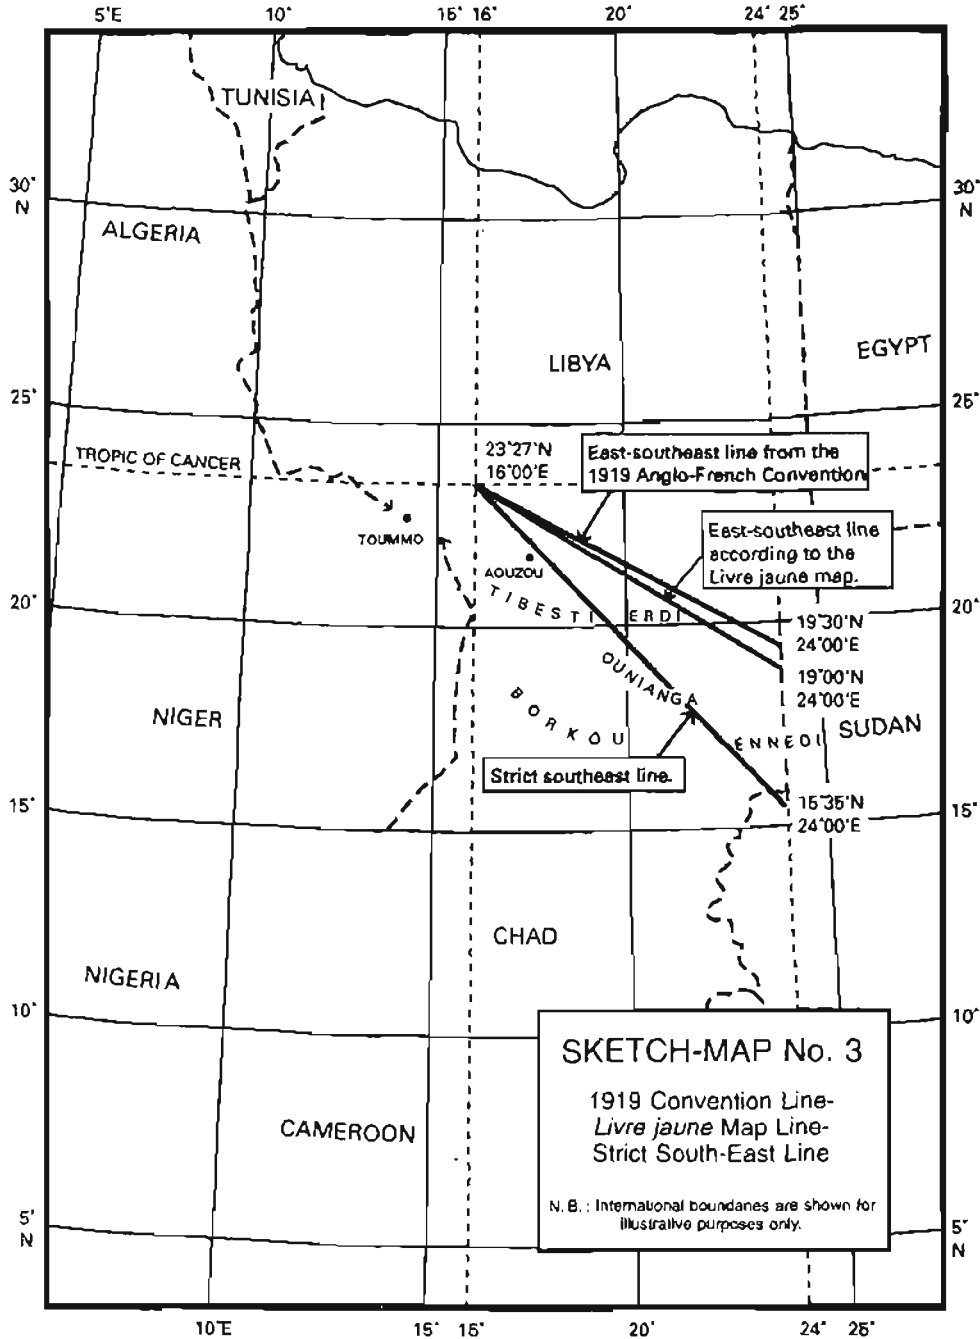 5°E 10° 15° 16° 20° 24° 25°
TUNISIA
30°
N
30°
N
ALGERIA
LIBYA
EGYPT
25°
25°
TROPIC OF CANCER
23°27'N
16°00'E
East-southeast line from the
1919 Anglo-French Convention
TOUMMO
AOUZOU
East-southeast line
according to the
Livre jaune map.
20°
20°
TIBESTI
ERDI
19°30'N
24°00'E
OUNIANGA
19°00'N
24°00'E
NIGER
BORKOU
ENNEDI
SUDAN
Strict southeast line.
15°
15°35'N
24°00'E
15°
CHAD
NIGERIA
10°
10°
SKETCH-MAP No. 3
1919 Convention Line-
Livre jaune Map Line-
Strict South-East Line
CAMEROON
N.B.: International boundanes are shown for
illustrative purposes only.
5°
N
5°
N
10°E 15° 15° 20° 24° 25°